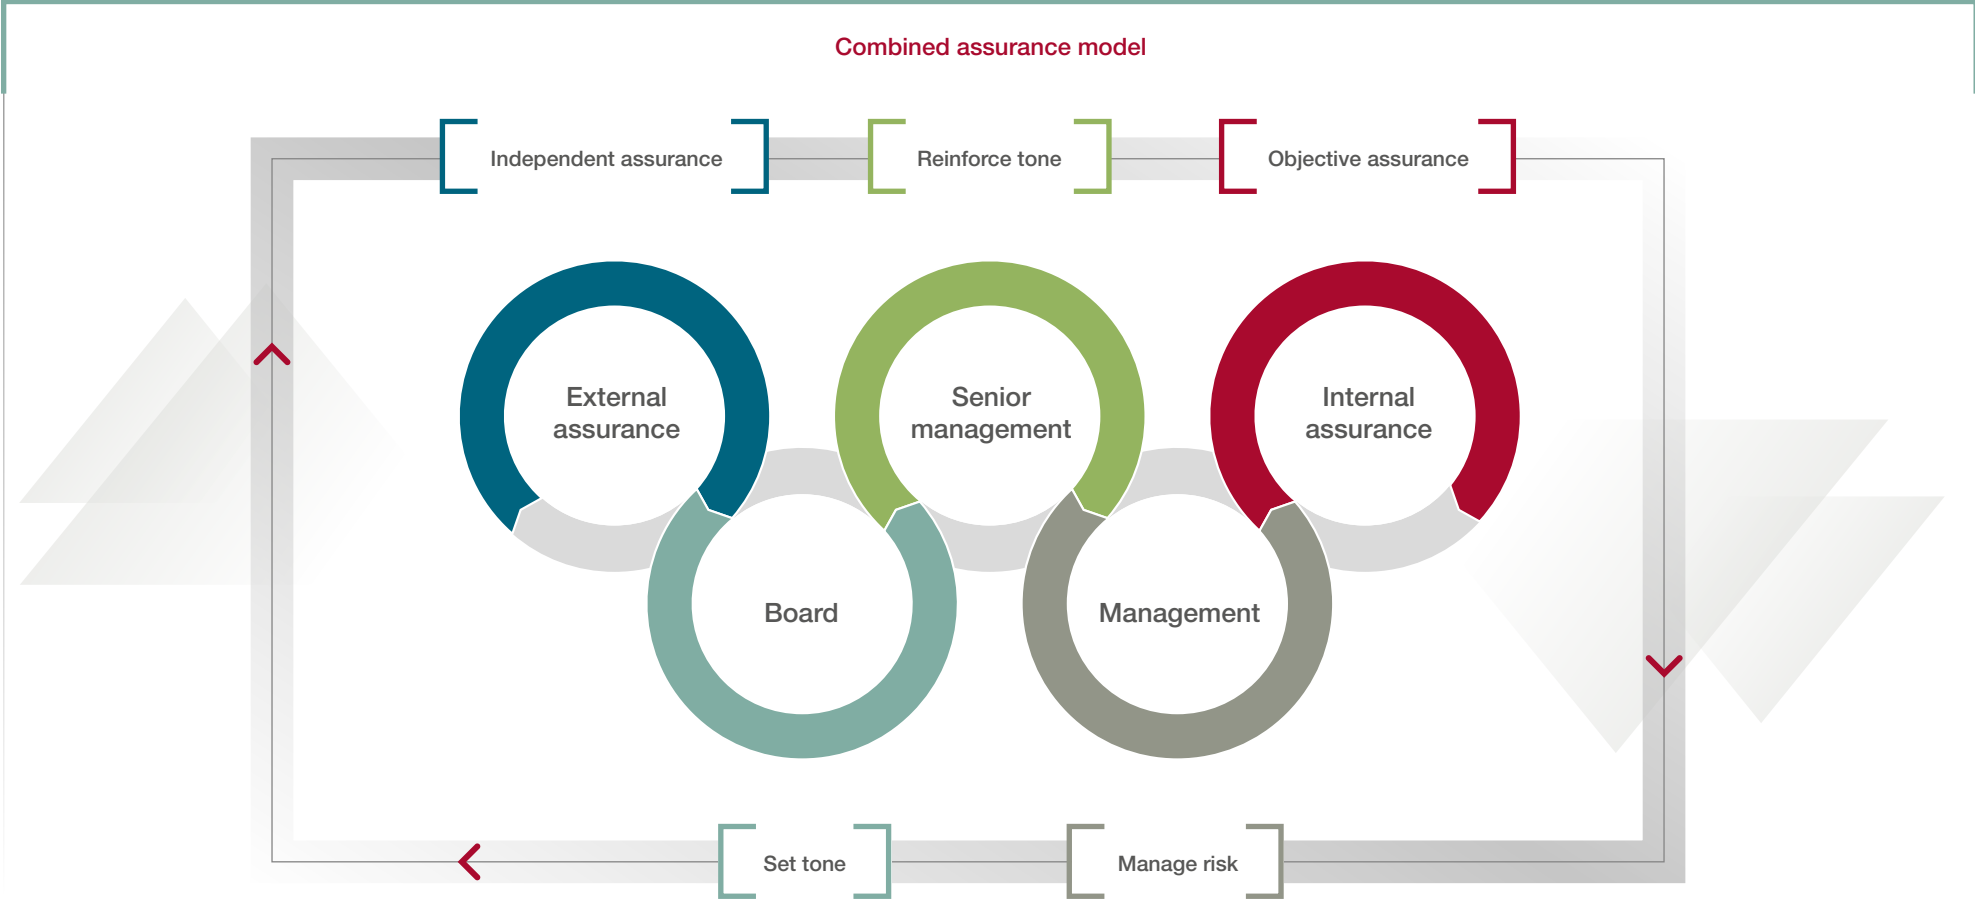 Combined assurance model
Independent assurance
Reinforce tone
Objective assurance
External
assurance
Senior
management
Internal
assurance
Board
Management
Set tone
Manage risk